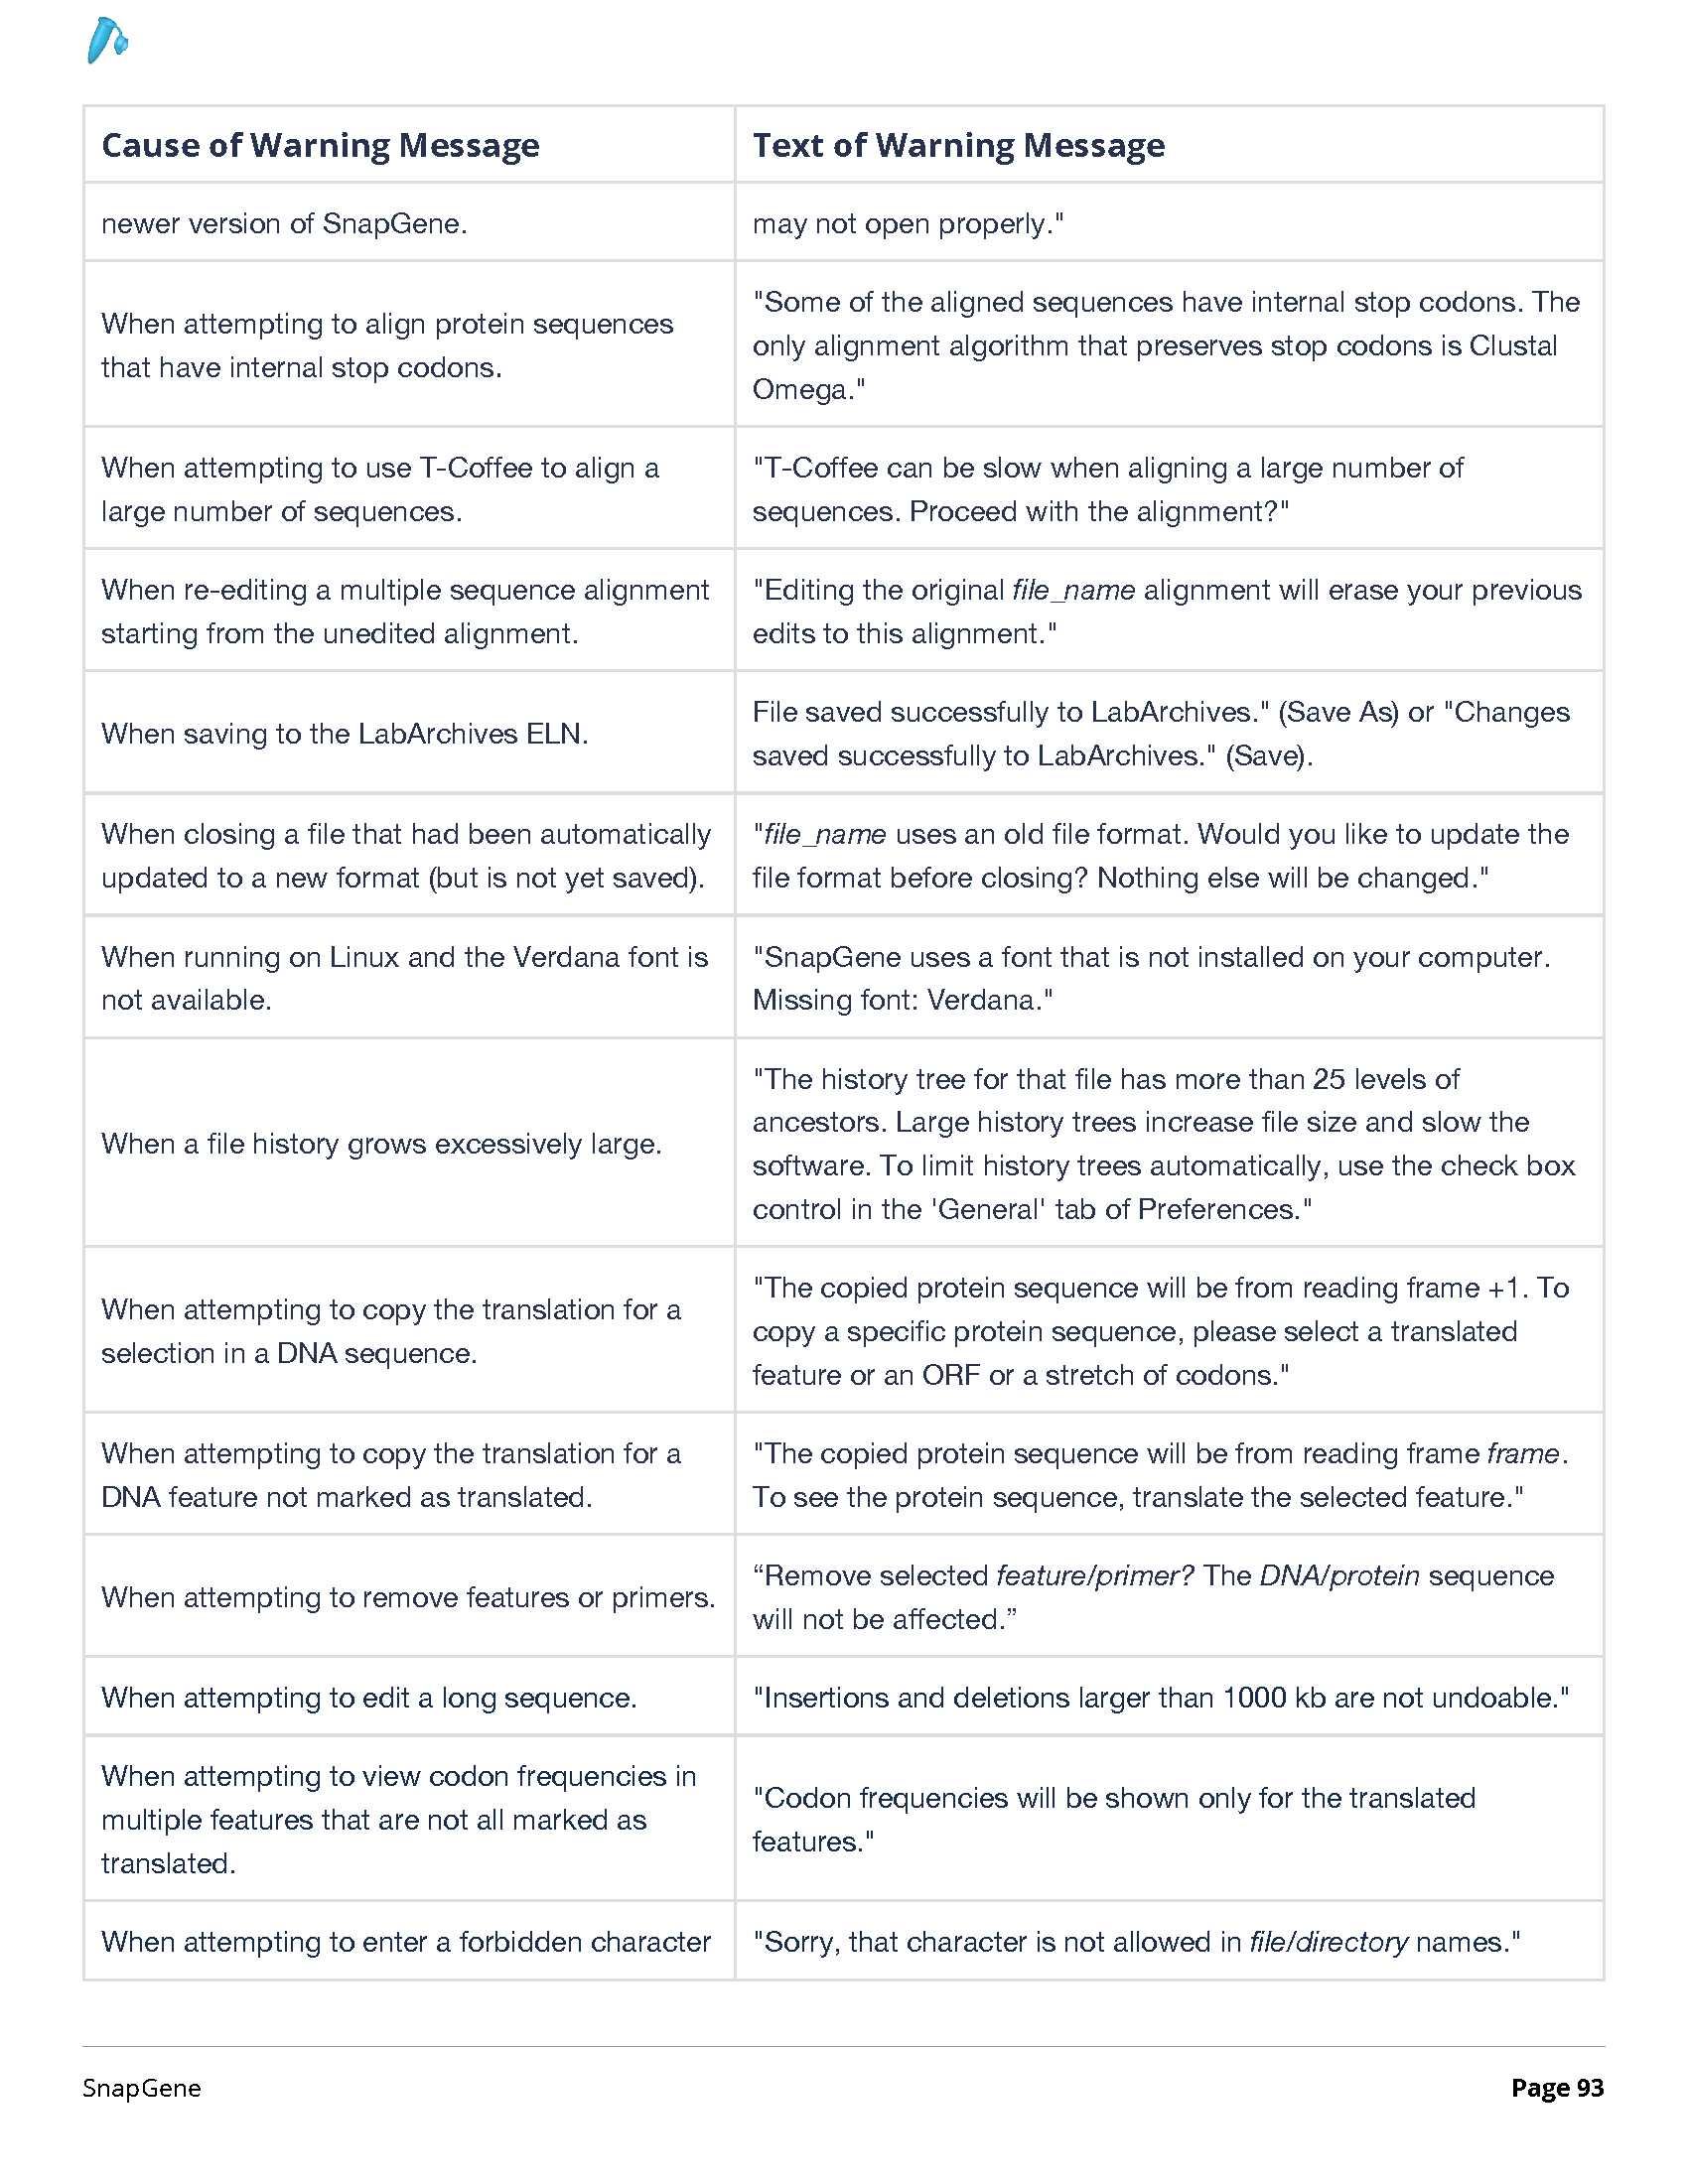 Cause of Warning Message
Text of Warning Message
newer version of SnapGene.
may not open properly."
When attempting to align protein sequences
that have internal stop codons.
"Some of the aligned sequences have internal stop codons. The
only alignment algorithm that preserves stop codons is Clustal
Omega."
When attempting to use T-Coffee to align a
large number of sequences.
"T-Coffee can be slow when aligning a large number of
sequences. Proceed with the alignment?"
When re-editing a multiple sequence alignment
starting from the unedited alignment.
"Editing the original file_name alignment will erase your previous
edits to this alignment."
When saving to the LabArchives ELN.
File saved successfully to LabArchives." (Save As) or "Changes
saved successfully to LabArchives." (Save).
When closing a file that had been automatically
updated to a new format (but is not yet saved).
"file_name uses an old file format. Would you like to update the
file format before closing? Nothing else will be changed."
When running on Linux and the Verdana font is
not available.
"SnapGene uses a font that is not installed on your computer.
Missing font: Verdana."
When a file history grows excessively large.
"The history tree for that file has more than 25 levels of
ancestors. Large history trees increase file size and slow the
software. To limit history trees automatically, use the check box
control in the 'General' tab of Preferences."
When attempting to copy the translation for a
selection in a DNA sequence.
"The copied protein sequence will be from reading frame +1. To
copy a specific protein sequence, please select a translated
feature or an ORF or a stretch of codons."
When attempting to copy the translation for a
DNA feature not marked as translated.
"The copied protein sequence will be from reading frame frame.
To see the protein sequence, translate the selected feature."
When attempting to remove features or primers.
“Remove selected feature/primer? The DNA/protein sequence
will not be affected.”
When attempting to edit a long sequence.
"Insertions and deletions larger than 1000 kb are not undoable."
When attempting to view codon frequencies in
multiple features that are not all marked as
translated.
"Codon frequencies will be shown only for the translated
features."
When attempting to enter a forbidden character
"Sorry, that character is not allowed in file/directory names."
SnapGene
Page 93